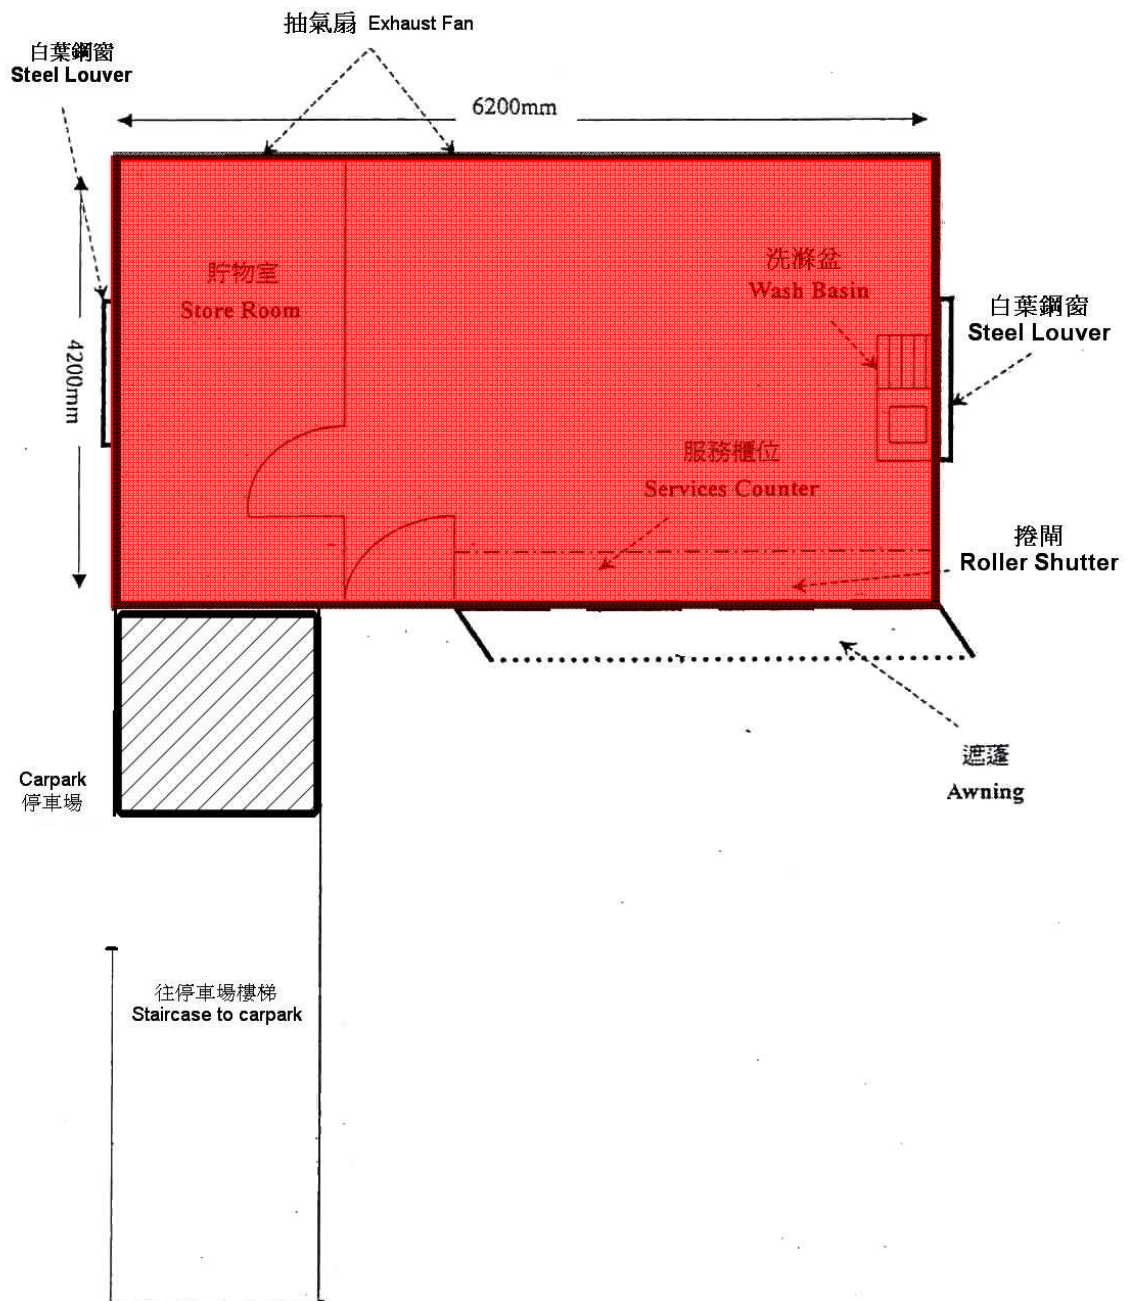 抽氣扇 Exhaust Fan
白葉鋼窗
Steel Louver
6200mm
貯物室
Store Room
洗滌盆
Wash Basin
白葉鋼窗
Steel Louver
4200mm
服務櫃位
Services Counter
捲閘
Roller Shutter
遮蓬
Awning
Carpark
停車場
往停車場樓梯
Staircase to carpark